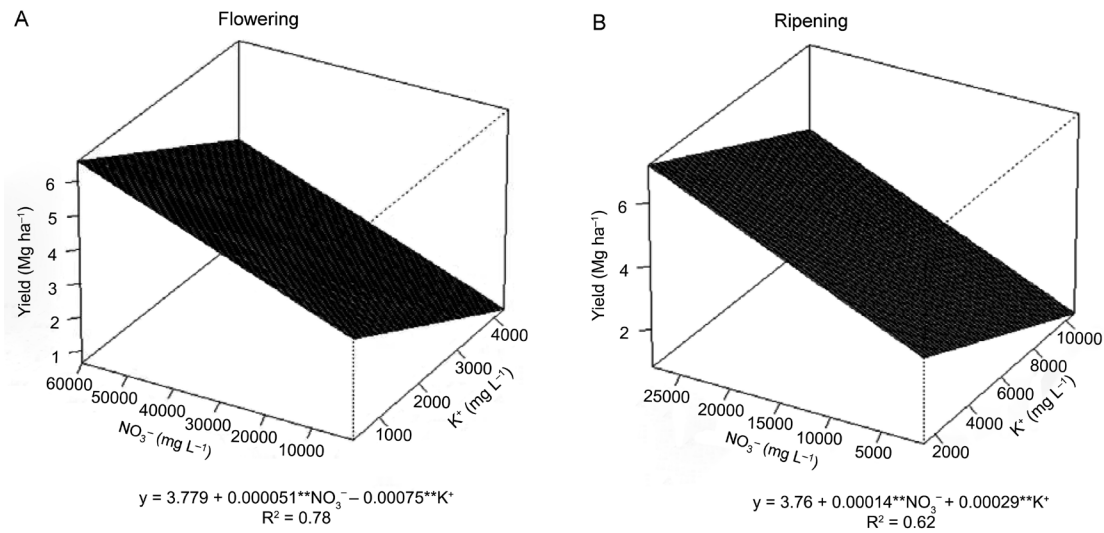 A
Flowering
6
5
4
3
2
1
Yield (Mg ha⁻¹)
60000
50000
40000
30000
20000
10000
NO₃⁻ (mg L⁻¹)
1000
2000
3000
4000
K⁺ (mg L⁻¹)
y = 3.779 + 0.000051**NO₃⁻ – 0.00075**K⁺
R² = 0.78
B
Ripening
6
4
2
Yield (Mg ha⁻¹)
25000
20000
15000
10000
5000
NO₃⁻ (mg L⁻¹)
2000
4000
6000
8000
10000
K⁺ (mg L⁻¹)
y = 3.76 + 0.00014**NO₃⁻ + 0.00029**K⁺
R² = 0.62